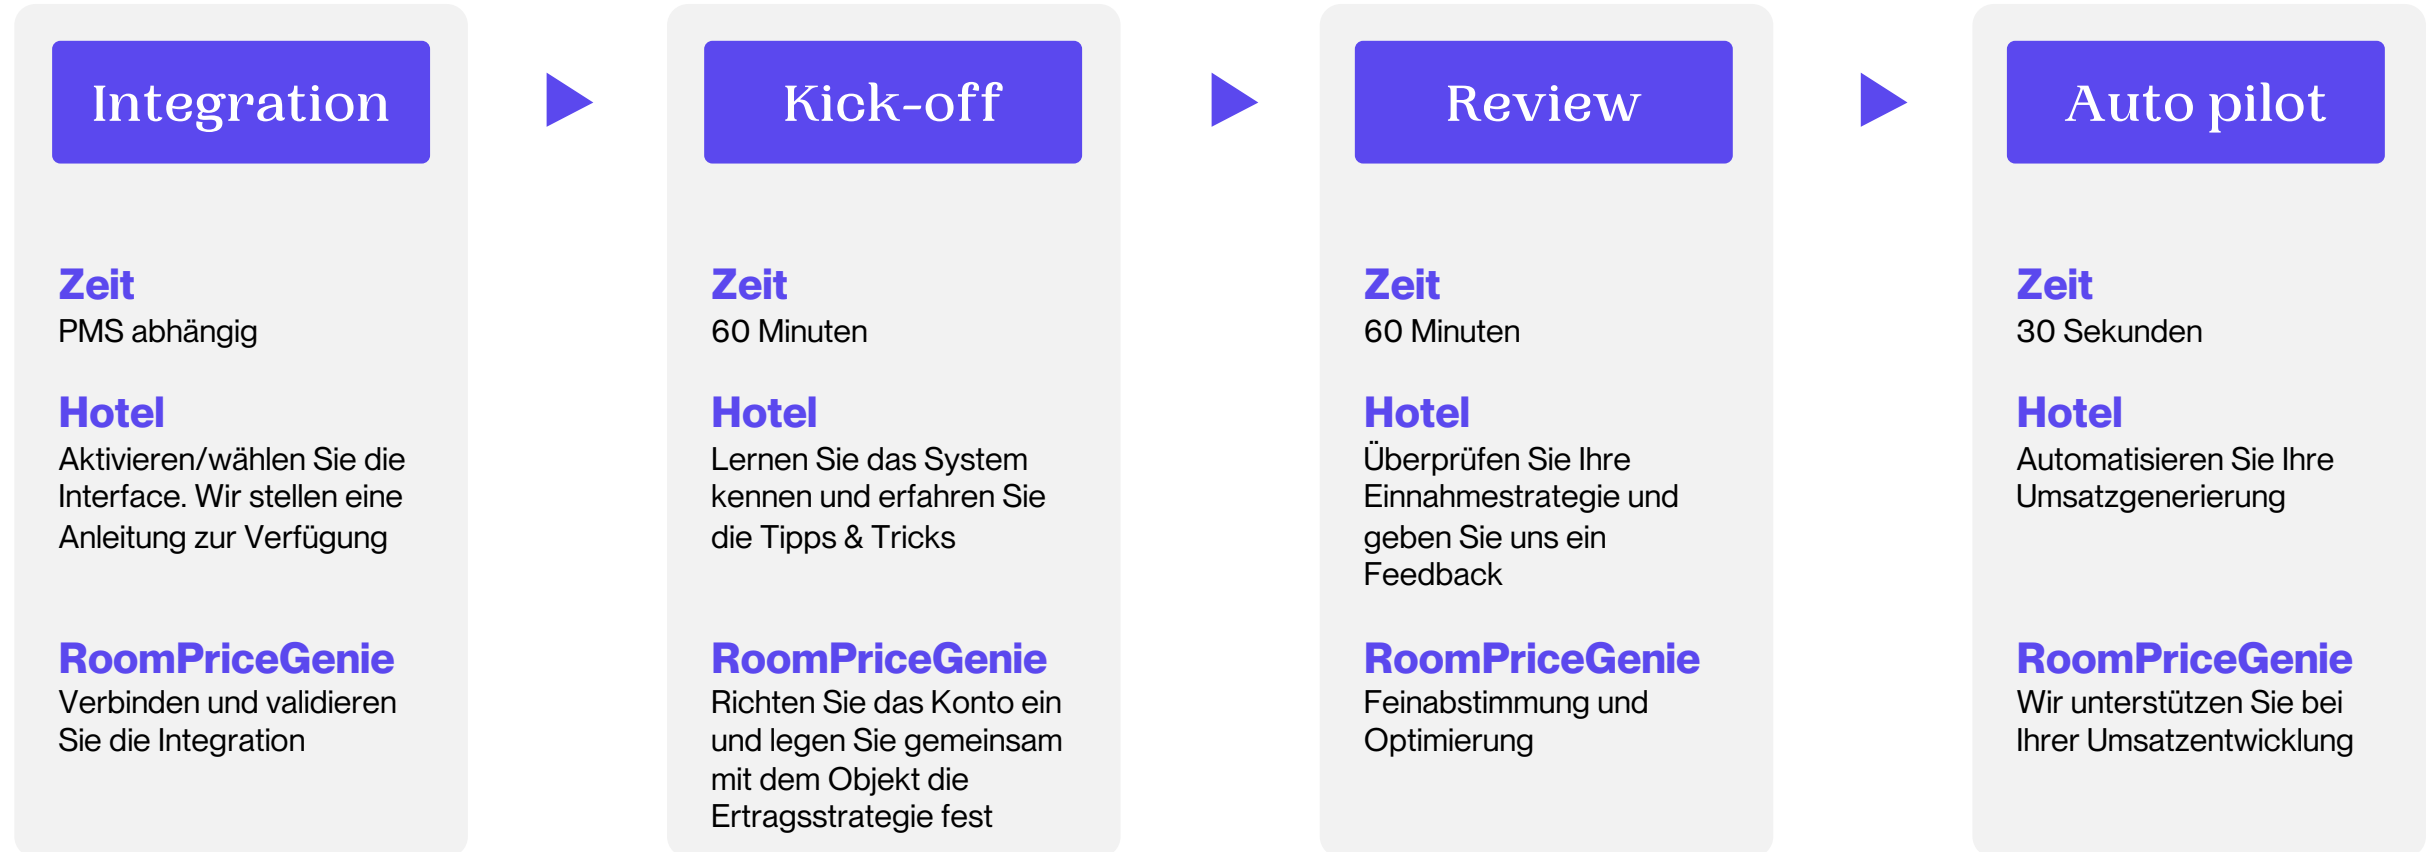 Integration
Zeit
PMS abhängig
Hotel
Aktivieren/wählen Sie die
Interface. Wir stellen eine
Anleitung zur Verfügung
RoomPriceGenie
Verbinden und validieren
Sie die Integration
Kick-off
Zeit
60 Minuten
Hotel
Lernen Sie das System
kennen und erfahren Sie
die Tipps & Tricks
RoomPriceGenie
Richten Sie das Konto ein
und legen Sie gemeinsam
mit dem Objekt die
Ertragsstrategie fest
Review
Zeit
60 Minuten
Hotel
Überprüfen Sie Ihre
Einnahmestrategie und
geben Sie uns ein
Feedback
RoomPriceGenie
Feinabstimmung und
Optimierung
Auto pilot
Zeit
30 Sekunden
Hotel
Automatisieren Sie Ihre
Umsatzgenerierung
RoomPriceGenie
Wir unterstützen Sie bei
Ihrer Umsatzentwicklung